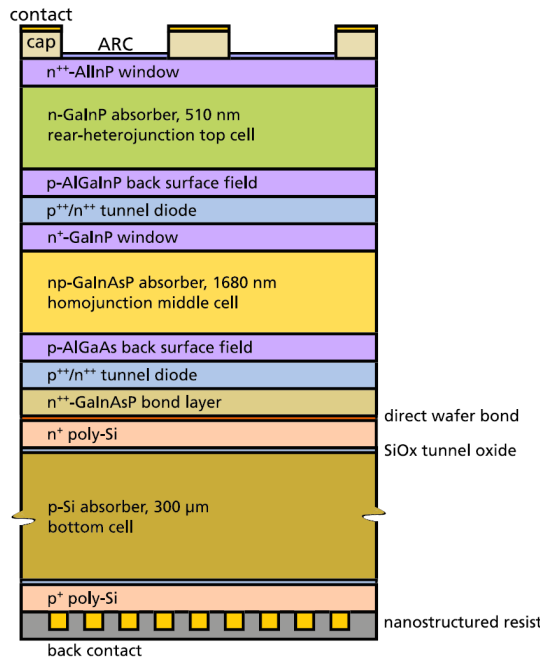 contact
cap
ARC
n⁺⁺-AlInP window
n-GaInP absorber, 510 nm
rear-heterojunction top cell
p-AlGaInP back surface field
p⁺⁺/n⁺⁺ tunnel diode
n⁺-GaInP window
np-GaInAsP absorber, 1680 nm
homojunction middle cell
p-AlGaAs back surface field
p⁺⁺/n⁺⁺ tunnel diode
n⁺⁺-GaInAsP bond layer
direct wafer bond
n⁺ poly-Si
SiOx tunnel oxide
p-Si absorber, 300 µm
bottom cell
p⁺ poly-Si
nanostructured resist
back contact